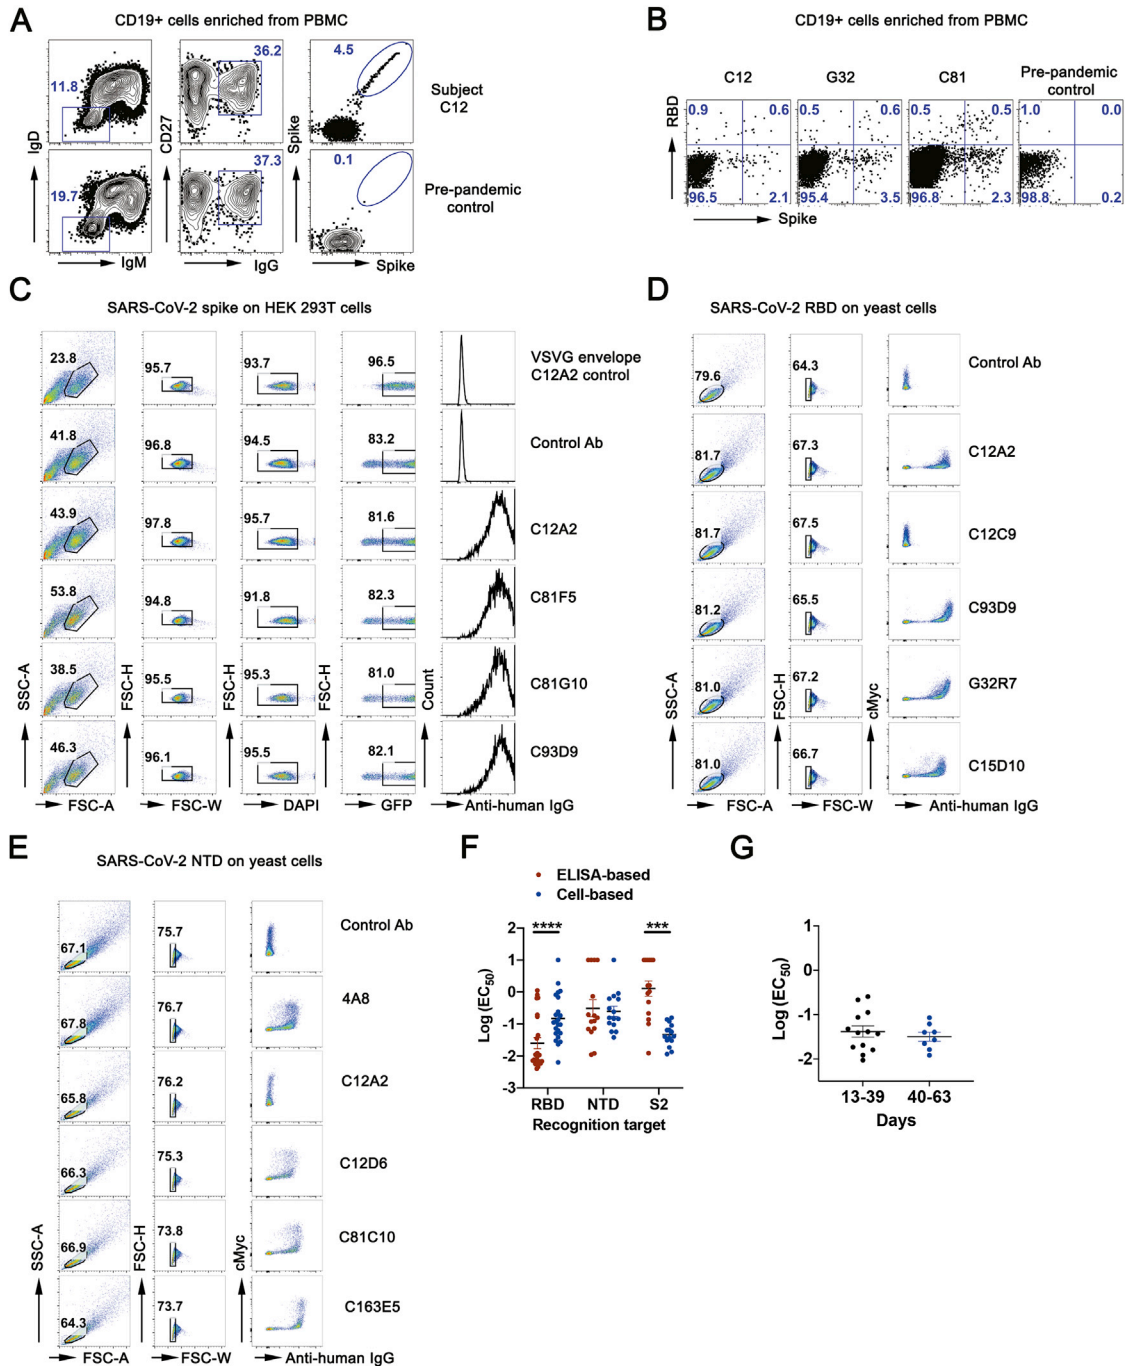 A
CD19+ cells enriched from PBMC
11.8
36.2
4.5
Subject
C12
IgD
CD27
Spike
19.7
37.3
0.1
Pre-pandemic
control
IgM
IgG
Spike
B
CD19+ cells enriched from PBMC
C12
G32
C81
Pre-pandemic
control
RBD
0.9
0.6
0.5
0.6
0.5
0.5
1.0
0.0
96.5
2.1
95.4
3.5
96.8
2.3
98.8
0.2
Spike
C
SARS-CoV-2 spike on HEK 293T cells
23.8
95.7
93.7
96.5
VSVG envelope
C12A2 control
41.8
96.8
94.5
83.2
Control Ab
43.9
97.8
95.7
81.6
C12A2
53.8
94.8
91.8
82.3
C81F5
38.5
95.5
95.3
81.0
C81G10
46.3
96.1
95.5
82.1
C93D9
SSC-A
FSC-H
FSC-H
FSC-H
Count
FSC-A
FSC-W
DAPI
GFP
Anti-human IgG
D
SARS-CoV-2 RBD on yeast cells
79.6
64.3
Control Ab
81.7
67.3
C12A2
81.7
67.5
C12C9
81.2
65.5
C93D9
81.0
67.2
G32R7
81.0
66.7
C15D10
SSC-A
FSC-H
cMyc
FSC-A
FSC-W
Anti-human IgG
E
SARS-CoV-2 NTD on yeast cells
67.1
75.7
Control Ab
67.8
76.7
4A8
65.8
76.2
C12A2
66.3
75.3
C12D6
66.9
73.8
C81C10
64.3
73.7
C163E5
SSC-A
FSC-H
cMyc
FSC-A
FSC-W
Anti-human IgG
F
ELISA-based
Cell-based
**** ***
2
1
0
-1
-2
-3
Log (EC50)
RBD NTD S2
Recognition target
G
-1
0
-1
-2
Log (EC50)
13-39 40-63
Days